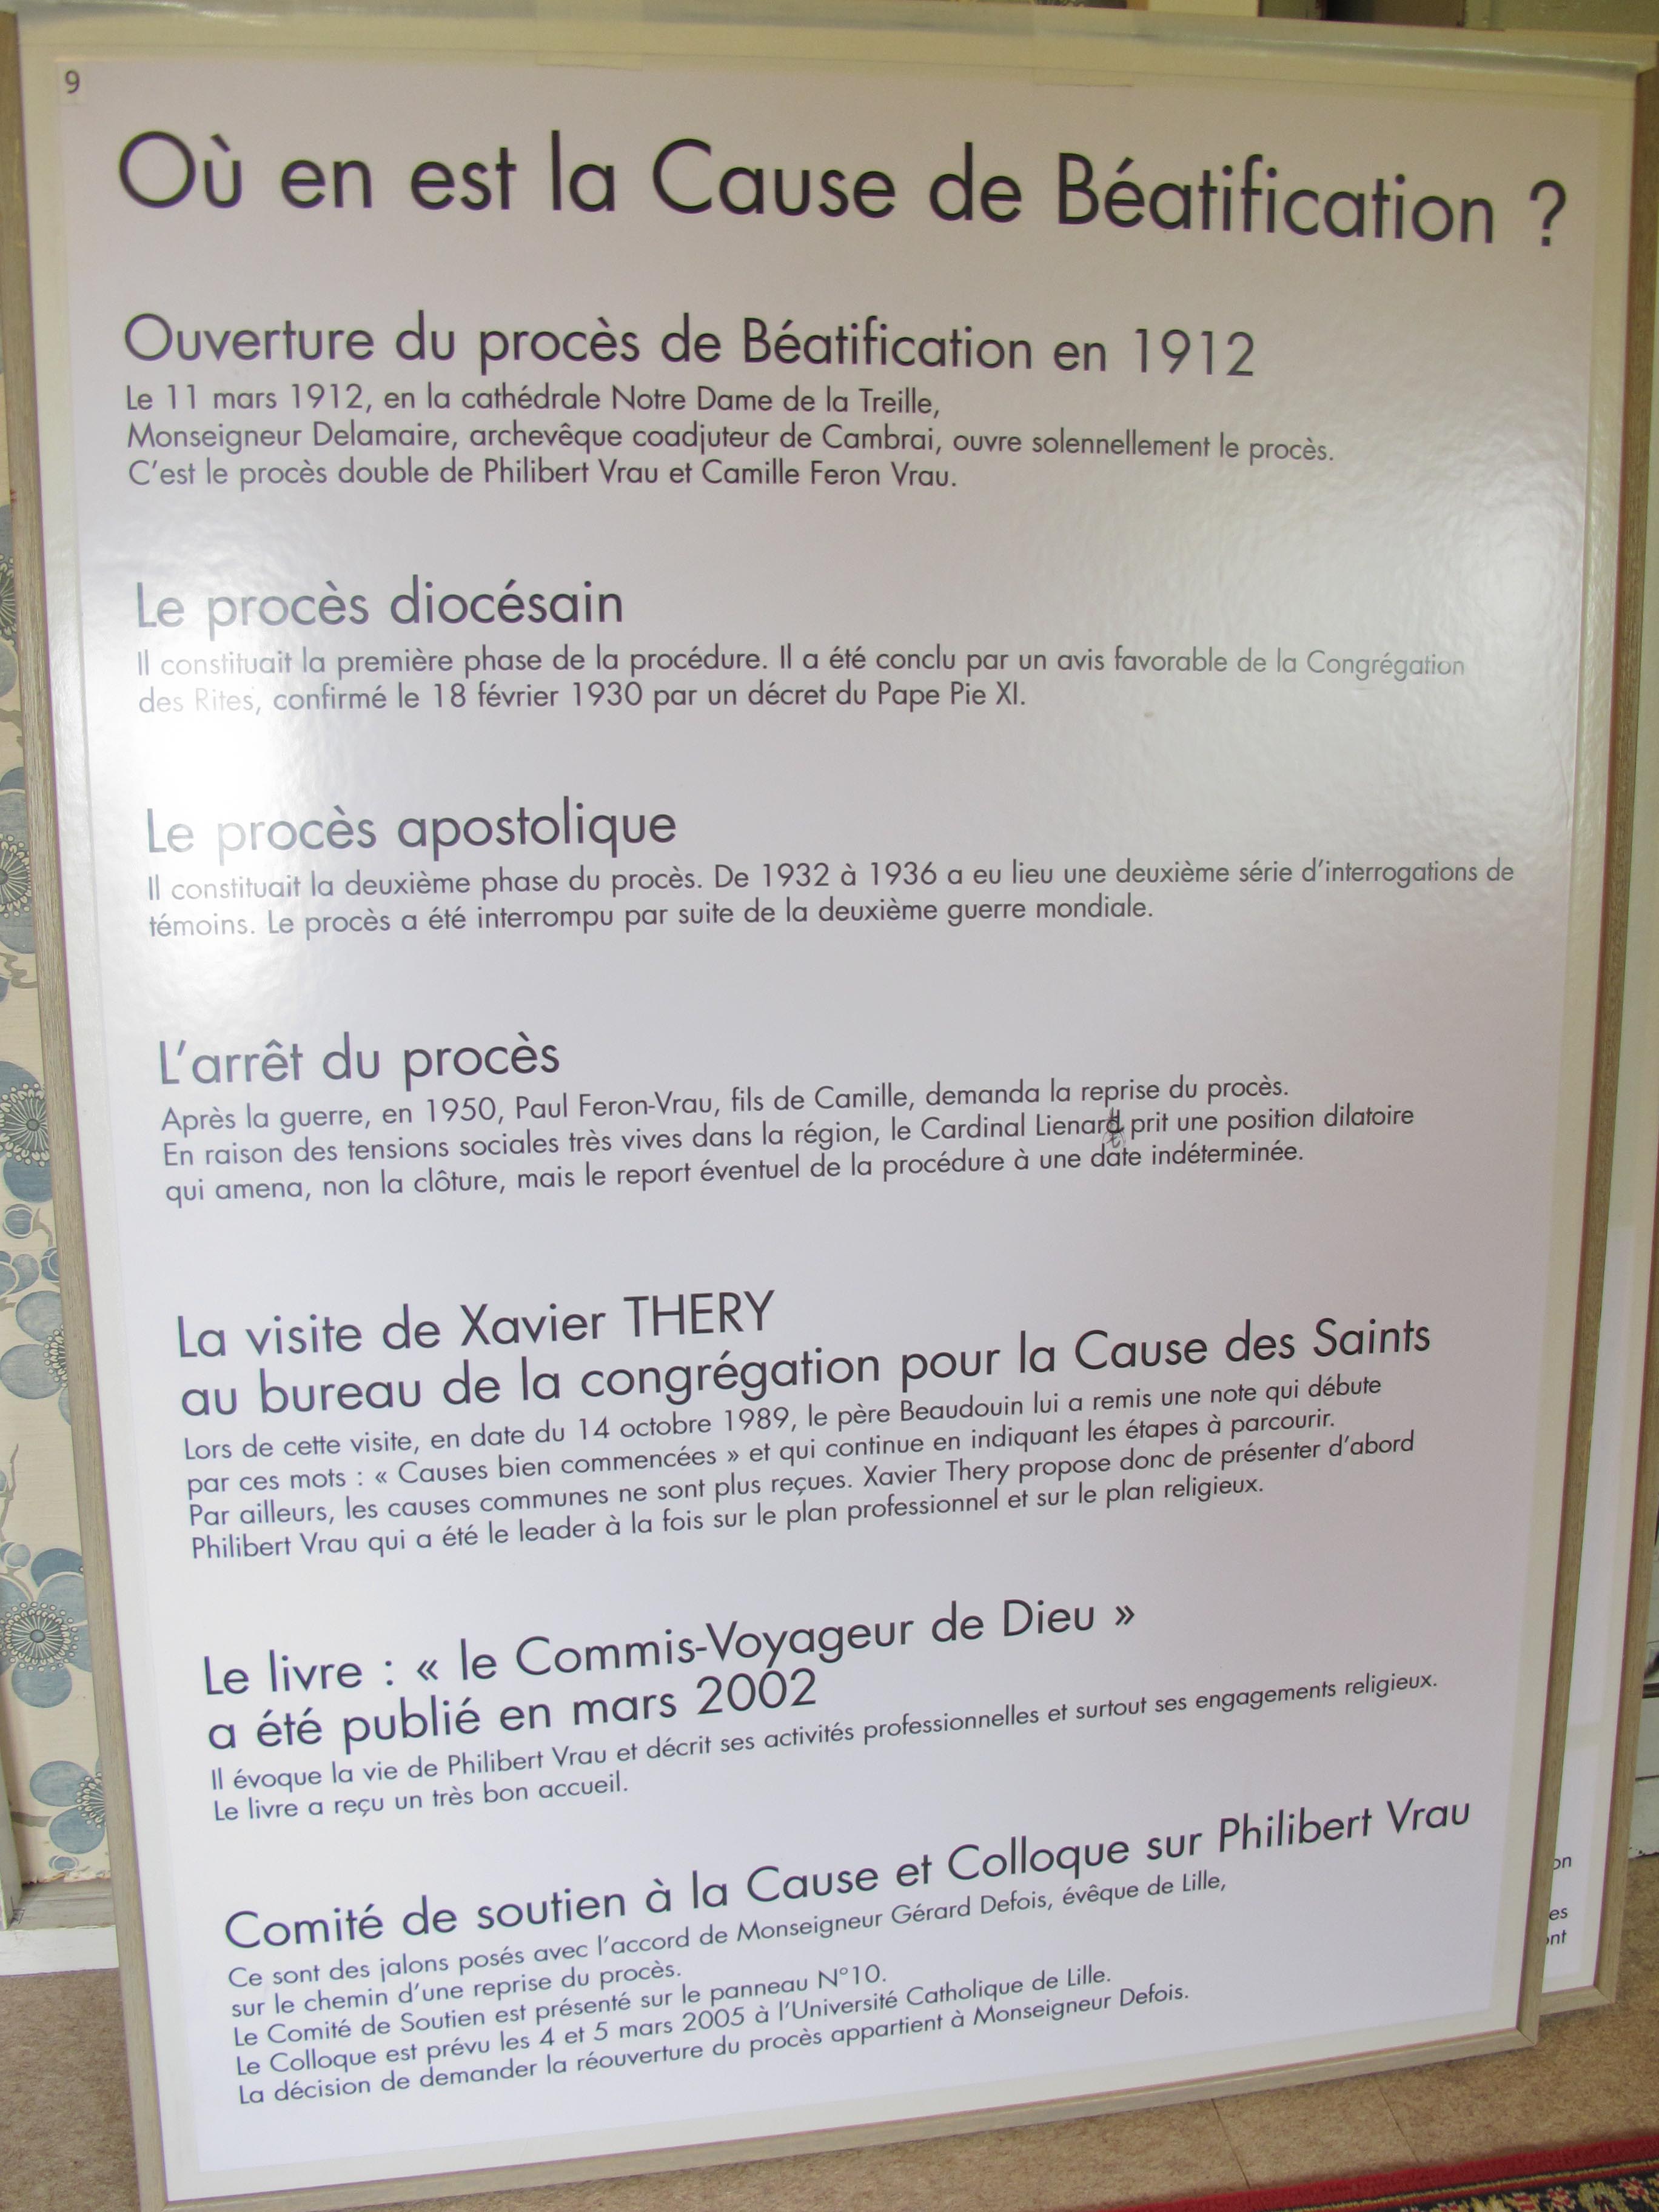 9
Où en est la Cause de Béatification ?
Ouverture du procès de Béatification en 1912
Le 11 mars 1912, en la cathédrale Notre Dame de la Treille,
Monseigneur Delamaire, archevêque coadjuteur de Cambrai, ouvre solennellement le procès.
C'est le procès double de Philibert Vrau et Camille Feron Vrau.
Le procès diocésain
Il constituait la première phase de la procédure. Il a été conclu par un avis favorable de la Congrégation
des Rites, confirmé le 18 février 1930 par un décret du Pape Pie XI.
Le procès apostolique
Il constituait la deuxième phase du procès. De 1932 à 1936 a eu lieu une deuxième série d'interrogations de
témoins. Le procès a été interrompu par suite de la deuxième guerre mondiale.
L'arrêt du procès
Après la guerre, en 1950, Paul Feron-Vrau, fils de Camille, demanda la reprise du procès.
En raison des tensions sociales très vives dans la région, le Cardinal Lienard prit une position dilatoire
qui amena, non la clôture, mais le report éventuel de la procédure à une date indéterminée.
La visite de Xavier THERY
au bureau de la congrégation pour la Cause des Saints
Lors de cette visite, en date du 14 octobre 1989, le père Beaudouin lui a remis une note qui débute
par ces mots : « Causes bien commencées » et qui continue en indiquant les étapes à parcourir.
Par ailleurs, les causes communes ne sont plus reçues. Xavier Thery propose donc de présenter d'abord
Philibert Vrau qui a été le leader à la fois sur le plan professionnel et sur le plan religieux.
Le livre : « le Commis-Voyageur de Dieu »
a été publié en mars 2002
Il évoque la vie de Philibert Vrau et décrit ses activités professionnelles et surtout ses engagements religieux.
Le livre a reçu un très bon accueil.
Comité de soutien à la Cause et Colloque sur Philibert Vrau
Ce sont des jalons posés avec l'accord de Monseigneur Gérard Defois, évêque de Lille,
sur le chemin d'une reprise du procès.
Le Comité de Soutien est présenté sur le panneau N°10.
Le Colloque est prévu les 4 et 5 mars 2005 à l'Université Catholique de Lille.
La décision de demander la réouverture du procès appartient à Monseigneur Defois.